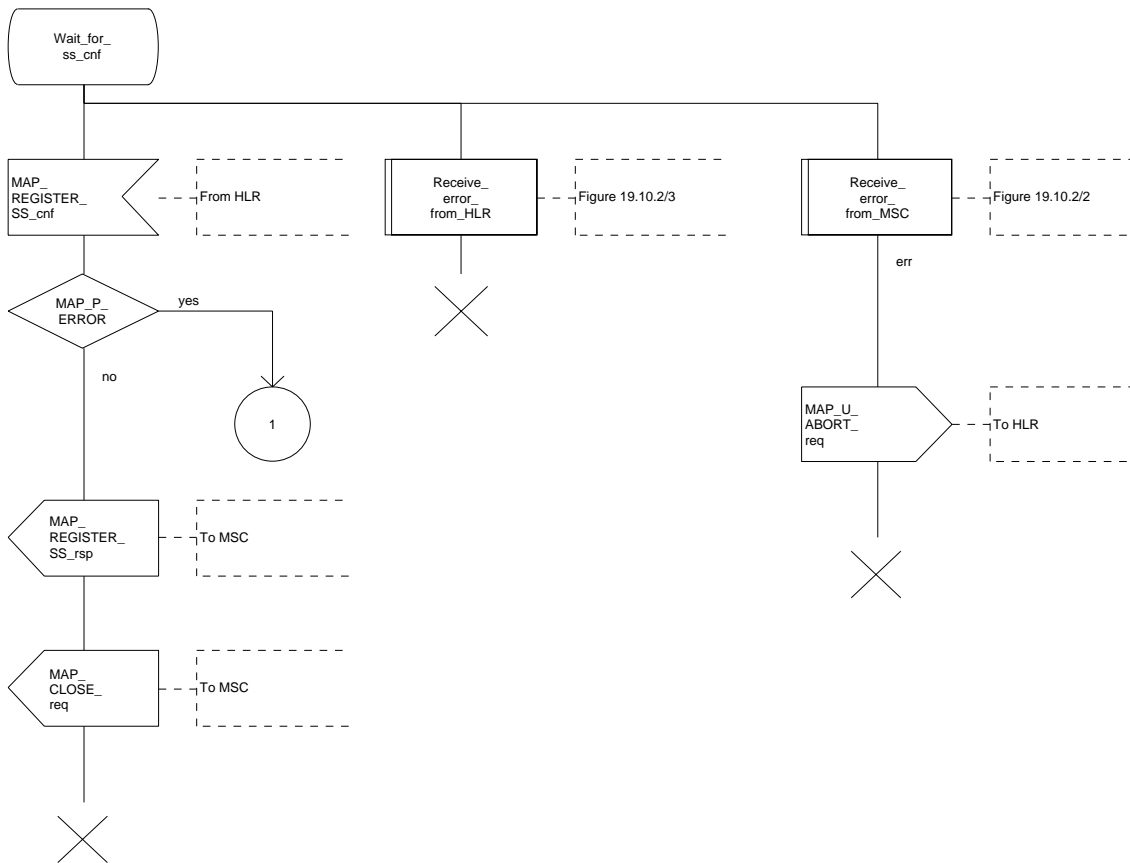 Wait_for_
ss_cnf
MAP_
REGISTER_
SS_cnf
From HLR
Receive_
error_
from_HLR
Figure 19.10.2/3
Receive_
error_
from_MSC
Figure 19.10.2/2
err
MAP_P_
ERROR
yes
no
1
MAP_U_
ABORT_
req
To HLR
MAP_
REGISTER_
SS_rsp
To MSC
MAP_
CLOSE_
req
To MSC